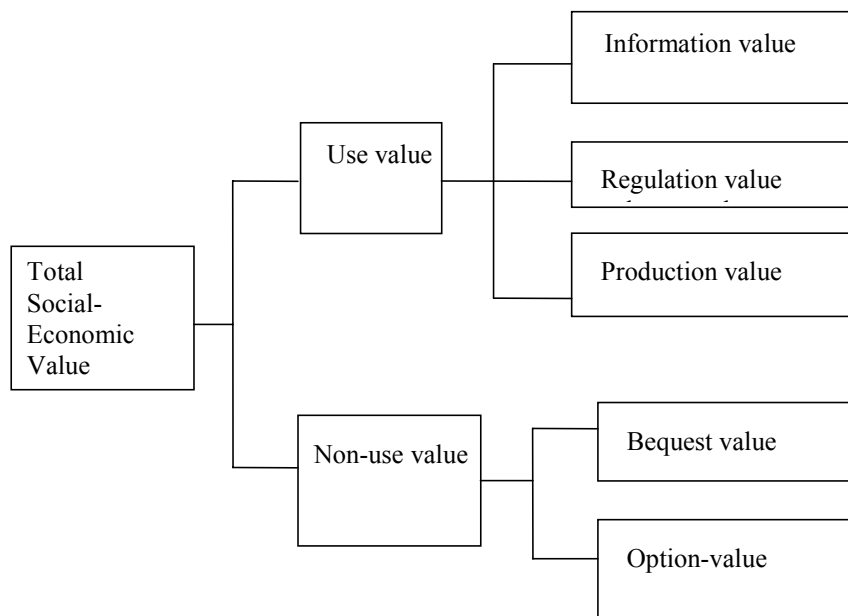 Information value
Use value
Regulation value
Production value
Total
Social-
Economic
Value
Bequest value
Non-use value
Option-value